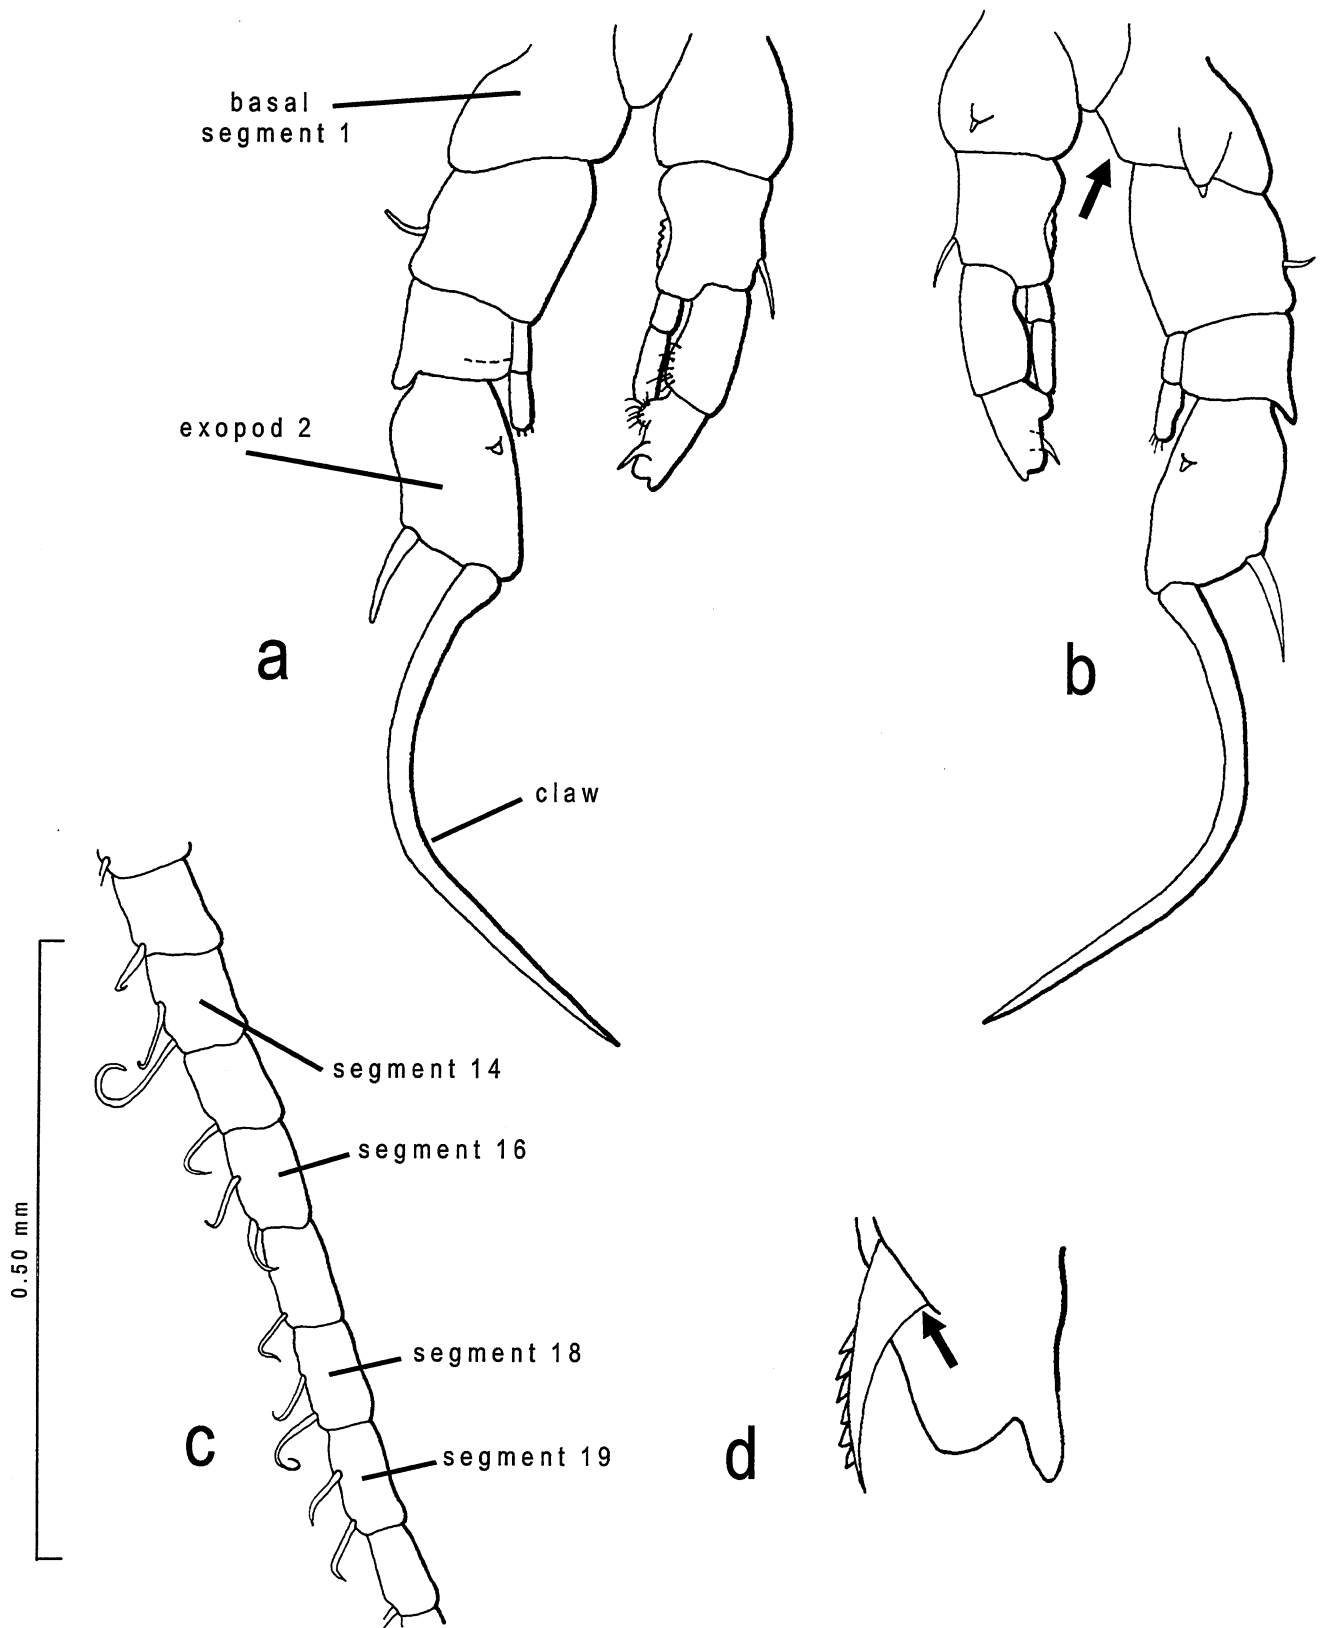 basal
segment 1
exopod 2
a
b
claw
segment 14
segment 16
0.50 mm
segment 18
c
segment 19
d